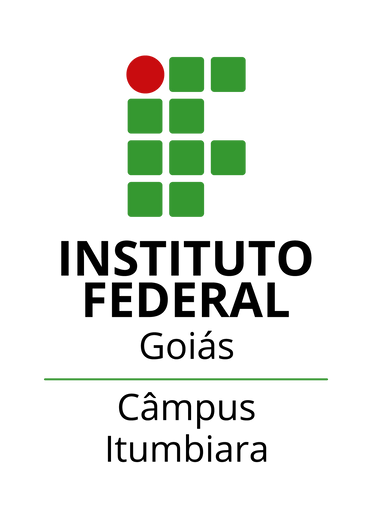 INSTITUTO
FEDERAL
Goiás
Câmpus
Itumbiara